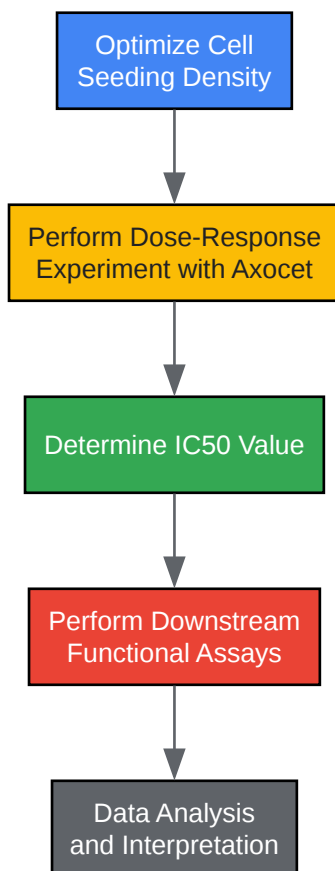 Optimize Cell
Seeding Density
Perform Dose-Response
Experiment with Axocet
Determine IC50 Value
Perform Downstream
Functional Assays
Data Analysis
and Interpretation